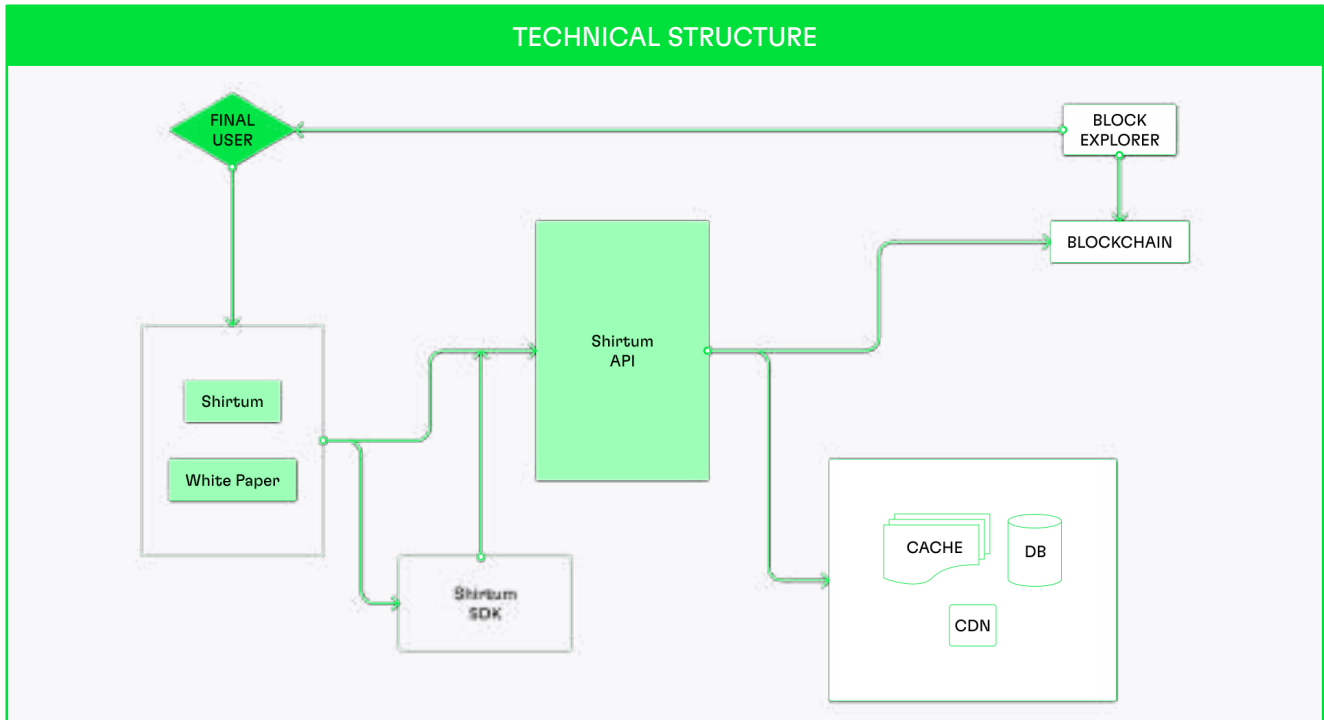 TECHNICAL STRUCTURE
FINAL
USER
BLOCK
EXPLORER
BLOCKCHAIN
Shirtum
API
Shirtum
White Paper
Shirtum
SDK
CACHE
DB
CDN